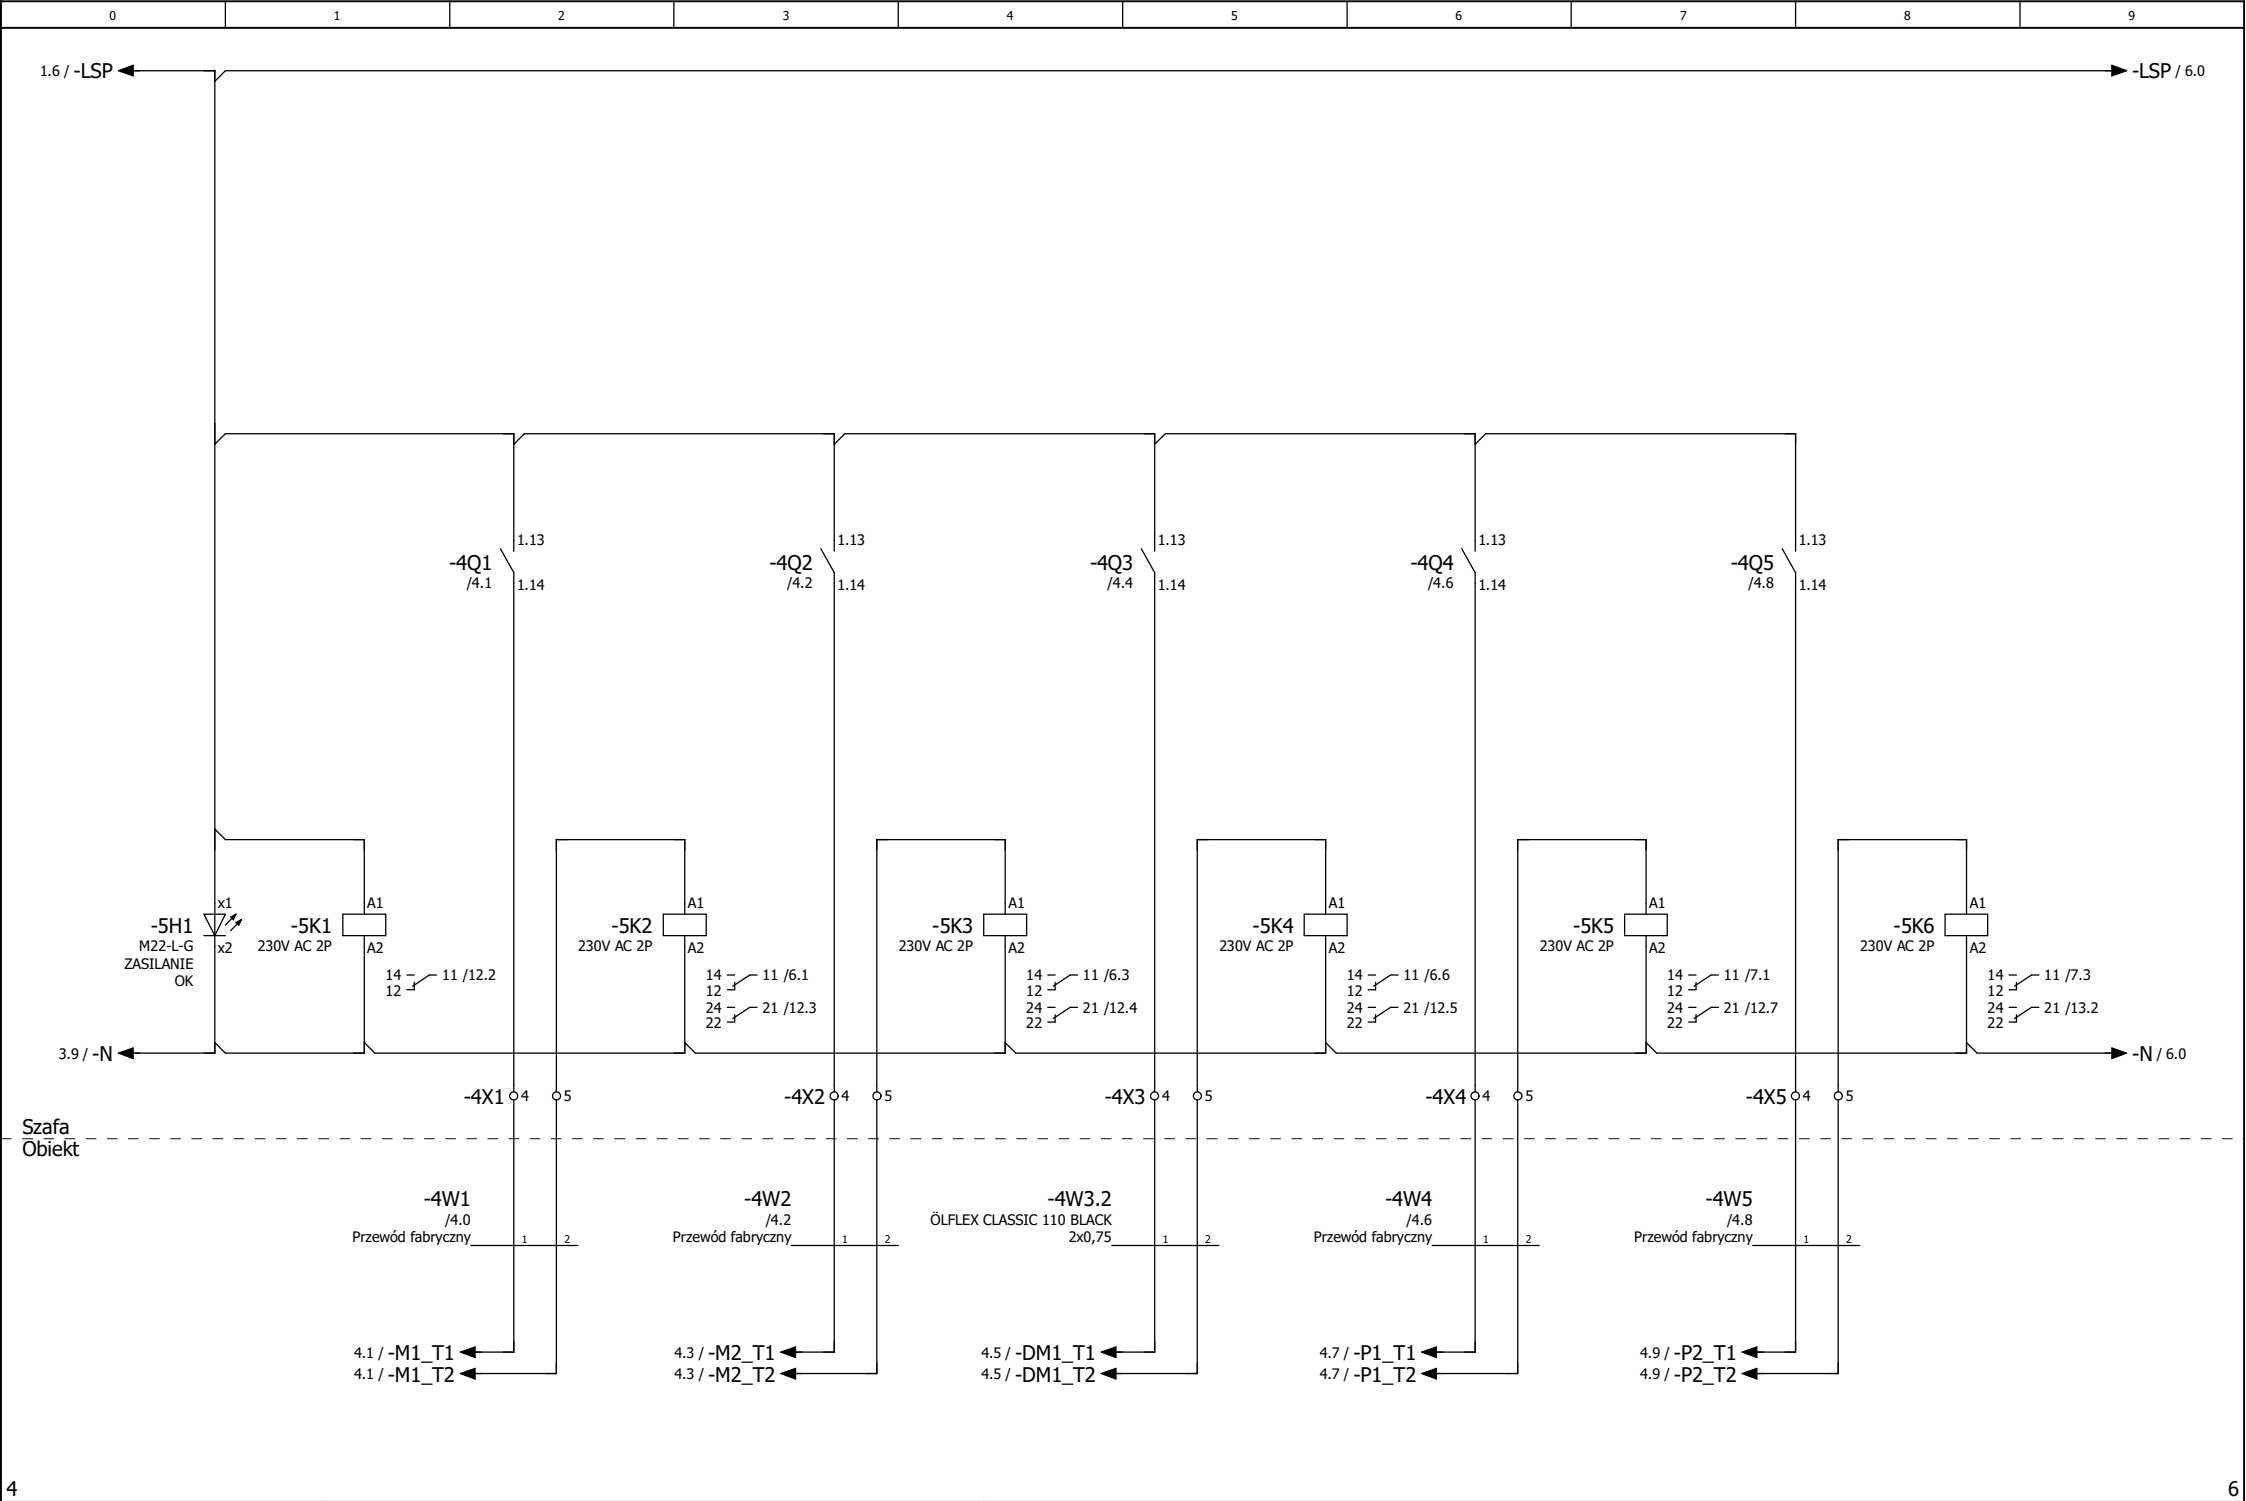 0 1 2 3 4 5 6 7 8 9
1.6 / -LSP
-LSP / 6.0
1.13 1.13 1.13 1.13 1.13
-4Q1 -4Q2 -4Q3 -4Q4 -4Q5
/4.1 /4.2 /4.4 /4.6 /4.8
1.14 1.14 1.14 1.14 1.14
x1 A1 A1 A1 A1 A1 A1
-5H1 -5K1 -5K2 -5K3 -5K4 -5K5 -5K6
M22-L-G 230V AC 2P 230V AC 2P 230V AC 2P 230V AC 2P 230V AC 2P 230V AC 2P
x2 A2 A2 A2 A2 A2 A2
ZASILANIE
OK
14 11 /12.2 14 11 /6.1 14 11 /6.3 14 11 /6.6 14 11 /7.1 14 11 /7.3
12 12 12 12 12 12
24 21 /12.3 24 21 /12.4 24 21 /12.5 24 21 /12.7 24 21 /13.2
22 22 22 22 22
3.9 / -N
-N / 6.0
-4X1 4 5 -4X2 4 5 -4X3 4 5 -4X4 4 5 -4X5 4 5
Szafa
Obiekt
-4W1 -4W2 -4W3.2 -4W4 -4W5
/4.0 /4.2 ÖLFLEX CLASSIC 110 BLACK /4.6 /4.8
Przewód fabryczny 1 2 Przewód fabryczny 1 2 2x0,75 1 2 Przewód fabryczny 1 2 Przewód fabryczny 1 2
4.1 / -M1_T1 4.3 / -M2_T1 4.5 / -DM1_T1 4.7 / -P1_T1 4.9 / -P2_T1
4.1 / -M1_T2 4.3 / -M2_T2 4.5 / -DM1_T2 4.7 / -P1_T2 4.9 / -P2_T2
4 6